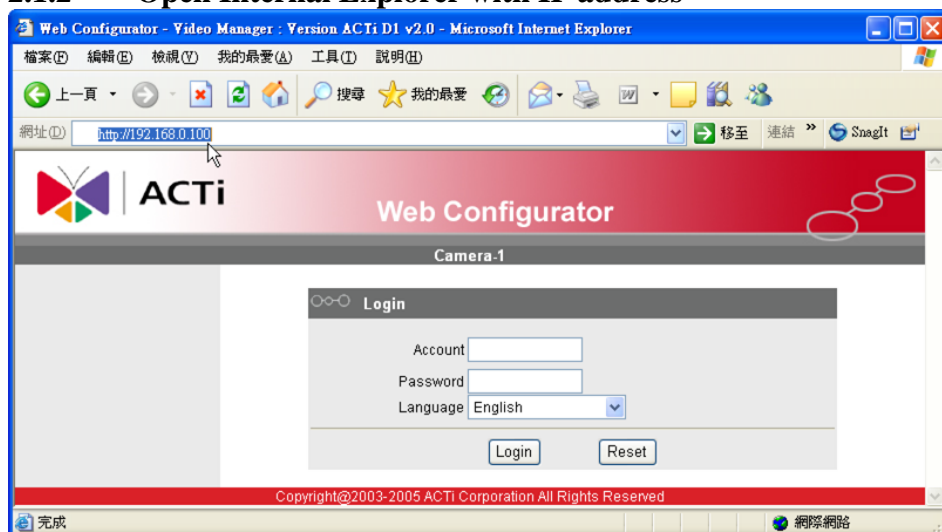 2.1.2 Open Internal Explorer with IP address
Web Configurator - Video Manager : Version ACTi D1 v2.0 - Microsoft Internet Explorer
檔案(F) 編輯(E) 檢視(V) 我的最愛(A) 工具(T) 說明(H)
上一頁 搜尋 我的最愛
網址(D) http://192.168.0.100 移至 連結 » SnagIt
ACTi
Web Configurator
Camera-1
Login
Account
Password
Language English
Login Reset
Copyright@2003-2005 ACTi Corporation All Rights Reserved
完成 網際網路